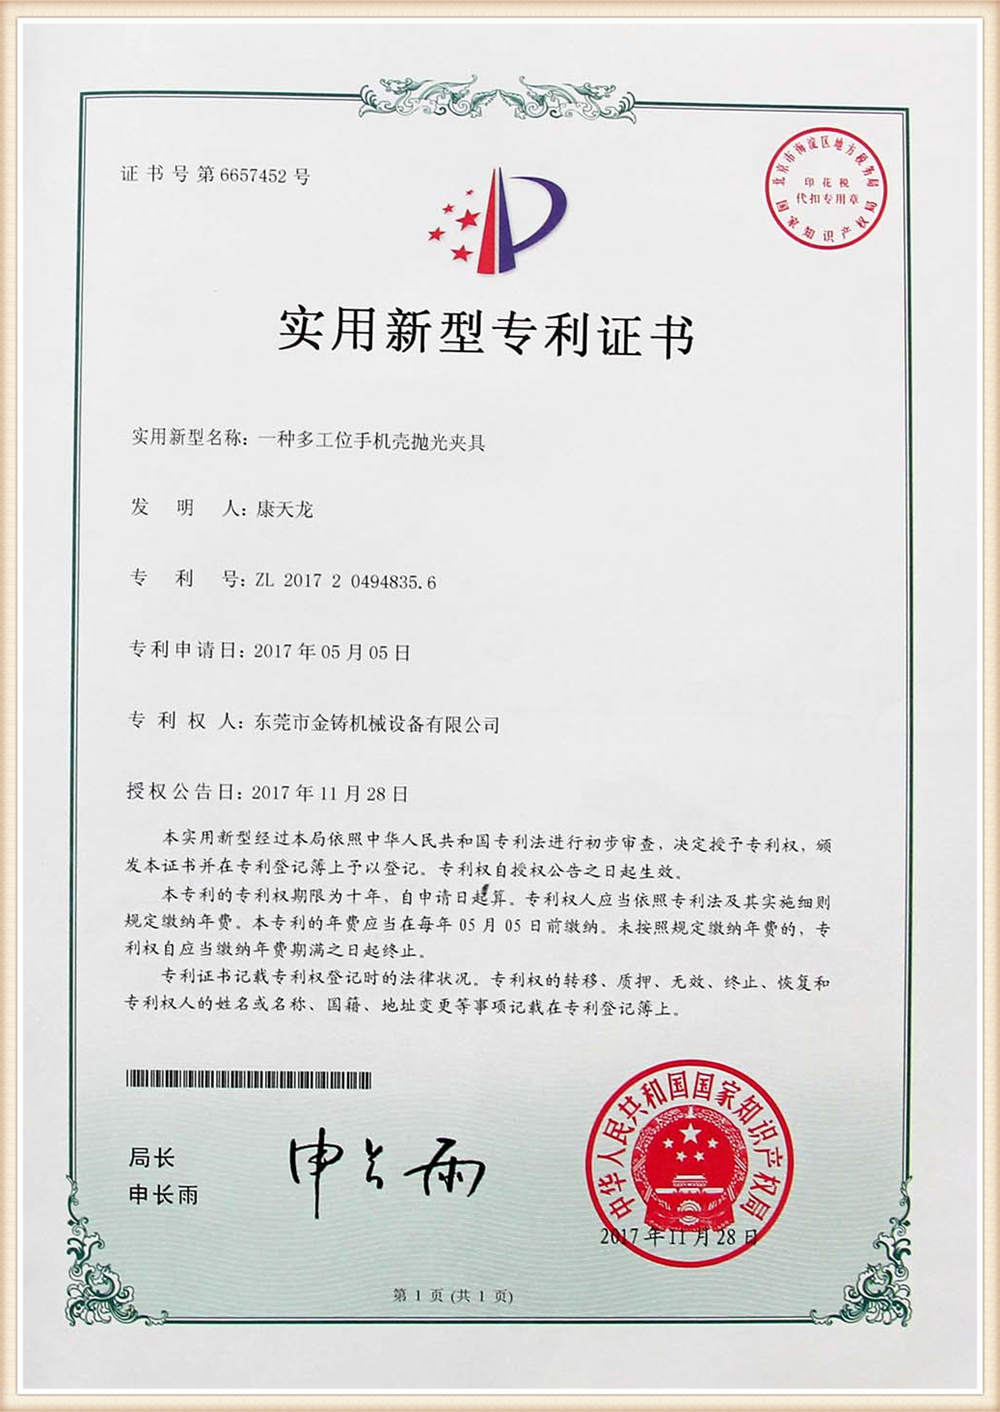 证书号第6657452号
北京市海淀区地方税务局
印花税
代扣专用章
国家知识产权局
实用新型专利证书
实用新型名称：一种多工位手机壳抛光夹具
发明人：康天龙
专利号：ZL 2017 2 0494835.6
专利申请日：2017年05月05日
专利权人：东莞市金铸机械设备有限公司
授权公告日：2017年11月28日
本实用新型经过本局依照中华人民共和国专利法进行初步审查，决定授予专利权，颁
发本证书并在专利登记簿上予以登记。专利权自授权公告之日起生效。
本专利的专利权期限为十年，自申请日起算。专利权人应当依照专利法及其实施细则
规定缴纳年费。本专利的年费应当在每年05月05日前缴纳。未按照规定缴纳年费的，专
利权自应当缴纳年费期满之日起终止。
专利证书记载专利权登记时的法律状况。专利权的转移、质押、无效、终止、恢复和
专利权人的姓名或名称、国籍、地址变更等事项记载在专利登记簿上。
局长
申长雨
申长雨
中华人民共和国国家知识产权局
2017年11月28日
第1页(共1页)